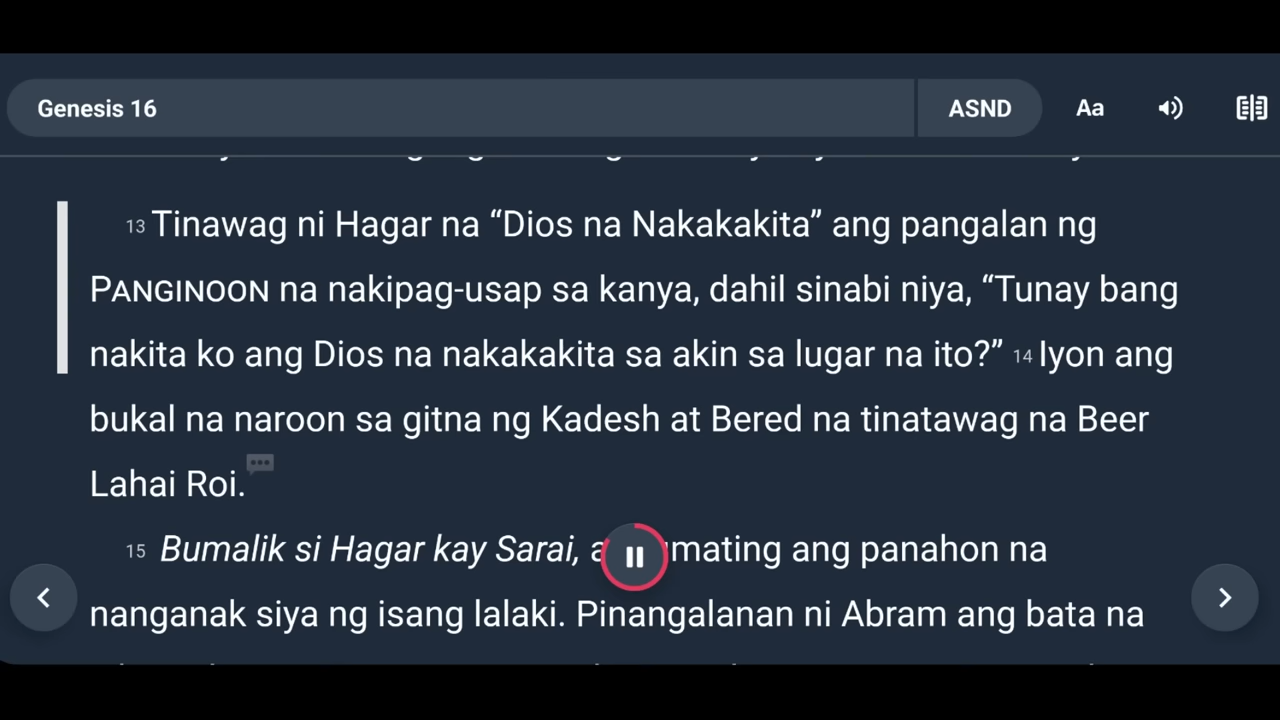 Genesis 16
ASND
Aa
13 Tinawag ni Hagar na “Dios na Nakakakita” ang pangalan ng
PANGINOON na nakipag-usap sa kanya, dahil sinabi niya, “Tunay bang
nakita ko ang Dios na nakakakita sa akin sa lugar na ito?” 14 Iyon ang
bukal na naroon sa gitna ng Kadesh at Bered na tinatawag na Beer
Lahai Roi.
15 Bumalik si Hagar kay Sarai, ang panahon na
nanganak siya ng isang lalaki. Pinangalanan ni Abram ang bata na